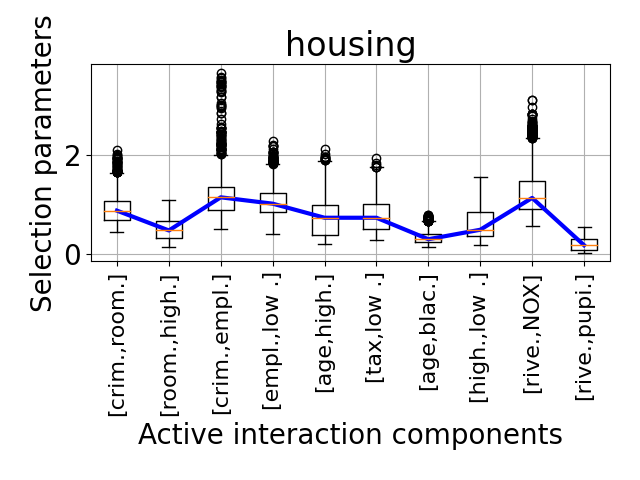 housing
Selection parameters
2
0
[crim.,room.]
[room.,high.]
[crim.,empl.]
[empl.,low .]
[age,high.]
[tax,low .]
[age,blac.]
[high.,low .]
[rive.,NOX]
[rive.,pupi.]
Active interaction components